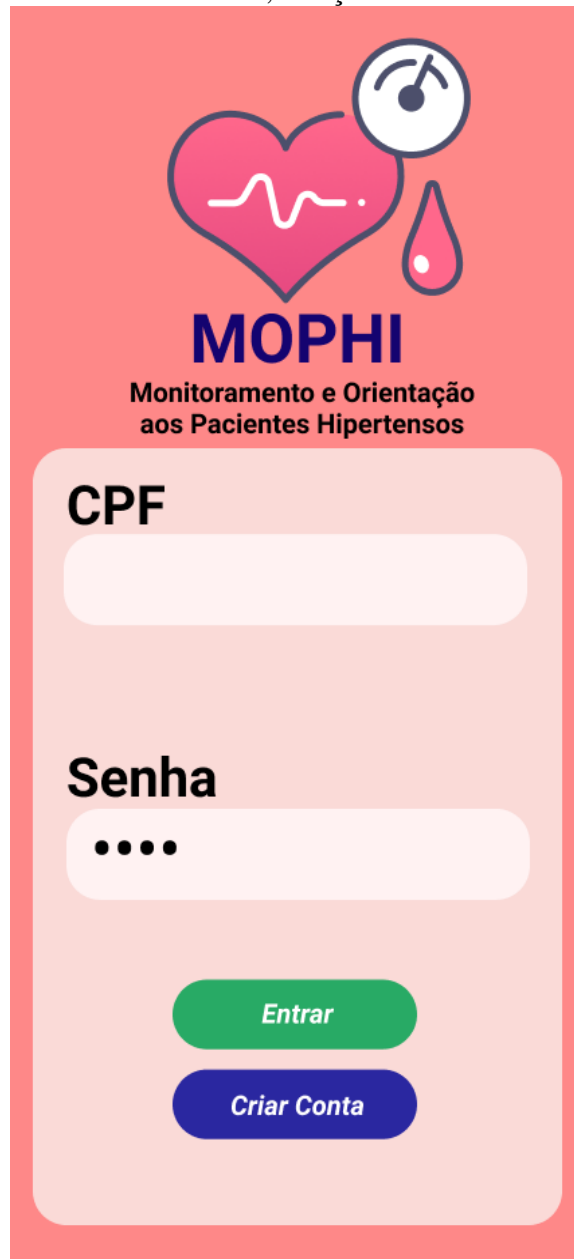 MOPHI
Monitoramento e Orientação
aos Pacientes Hipertensos
CPF
Senha
••••
Entrar
Criar Conta